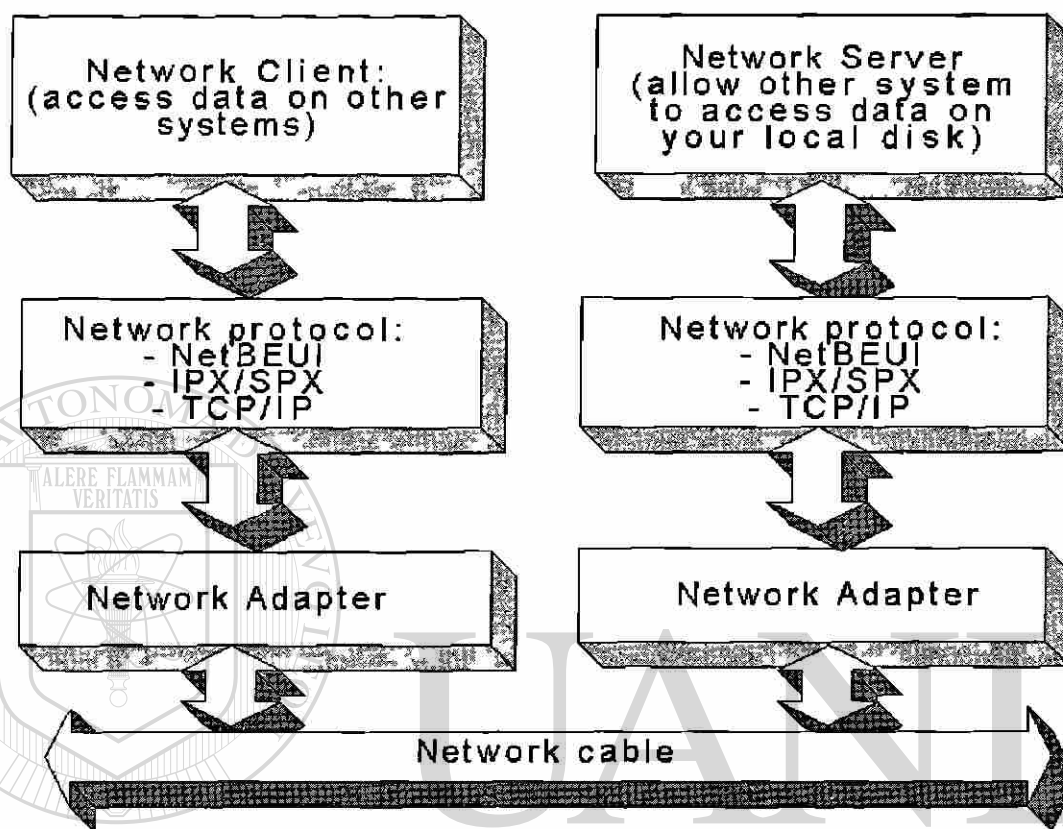 Network Client:
(access data on other
systems)
Network Server
(allow other system
to access data on
your local disk)
Network protocol:
- NetBEUI
- IPX/SPX
- TCP/IP
Network protocol:
- NetBEUI
- IPX/SPX
- TCP/IP
Network Adapter
Network Adapter
Network cable
ALERE FLAMMAM
VERITATIS
UANL